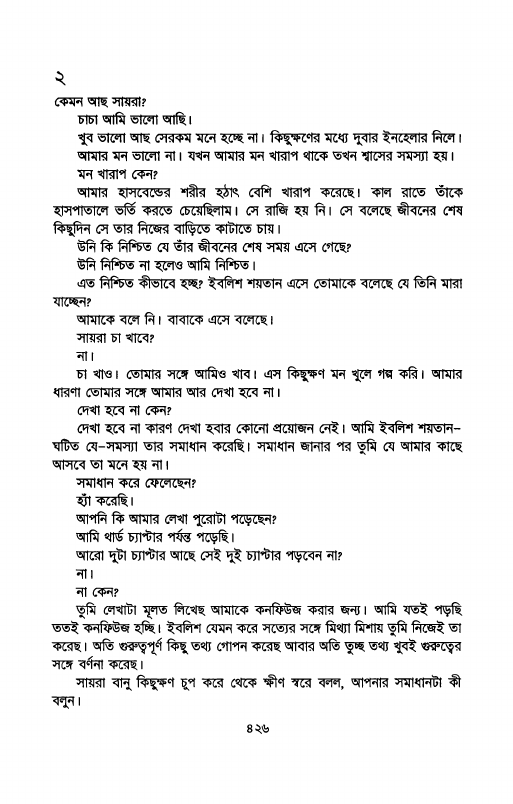 ২
কেমন আছ সায়রা?
চাচা আমি ভালো আছি।
খুব ভালো আছ সেরকম মনে হচ্ছে না। কিছুক্ষণের মধ্যে দুবার ইনহেলার নিলে।
আমার মন ভালো না। যখন আমার মন খারাপ থাকে তখন শ্বাসের সমস্যা হয়।
মন খারাপ কেন?
আমার হাসবেন্ডের শরীর হঠাৎ বেশি খারাপ করেছে। কাল রাতে তাঁকে
হাসপাতালে ভর্তি করতে চেয়েছিলাম। সে রাজি হয় নি। সে বলেছে জীবনের শেষ
কিছুদিন সে তার নিজের বাড়িতে কাটাতে চায়।
উনি কি নিশ্চিত যে তাঁর জীবনের শেষ সময় এসে গেছে?
উনি নিশ্চিত না হলেও আমি নিশ্চিত।
এত নিশ্চিত কীভাবে হচ্ছ? ইবলিশ শয়তান এসে তোমাকে বলেছে যে তিনি মারা
যাচ্ছেন?
আমাকে বলে নি। বাবাকে এসে বলেছে।
সায়রা চা খাবে?
না।
চা খাও। তোমার সঙ্গে আমিও খাব। এস কিছুক্ষণ মন খুলে গল্প করি। আমার
ধারণা তোমার সঙ্গে আমার আর দেখা হবে না।
দেখা হবে না কেন?
দেখা হবে না কারণ দেখা হবার কোনো প্রয়োজন নেই। আমি ইবলিশ শয়তান–
ঘটিত যে–সমস্যা তার সমাধান করেছি। সমাধান জানার পর তুমি যে আমার কাছে
আসবে তা মনে হয় না।
সমাধান করে ফেলেছেন?
হ্যাঁ করেছি।
আপনি কি আমার লেখা পুরোটা পড়েছেন?
আমি থার্ড চ্যাপ্টার পর্যন্ত পড়েছি।
আরো দুটা চ্যাপ্টার আছে সেই দুই চ্যাপ্টার পড়বেন না?
না।
না কেন?
তুমি লেখাটা মূলত লিখেছ আমাকে কনফিউজ করার জন্য। আমি যতই পড়ছি
ততই কনফিউজ হচ্ছি। ইবলিশ যেমন করে সত্যের সঙ্গে মিথ্যা মিশায় তুমি নিজেই তা
করেছ। অতি গুরুত্বপূর্ণ কিছু তথ্য গোপন করেছ আবার অতি তুচ্ছ তথ্য খুবই গুরুত্বের
সঙ্গে বর্ণনা করেছ।
সায়রা বানু কিছুক্ষণ চুপ করে থেকে ক্ষীণ স্বরে বলল, আপনার সমাধানটা কী
বলুন।
৪২৬